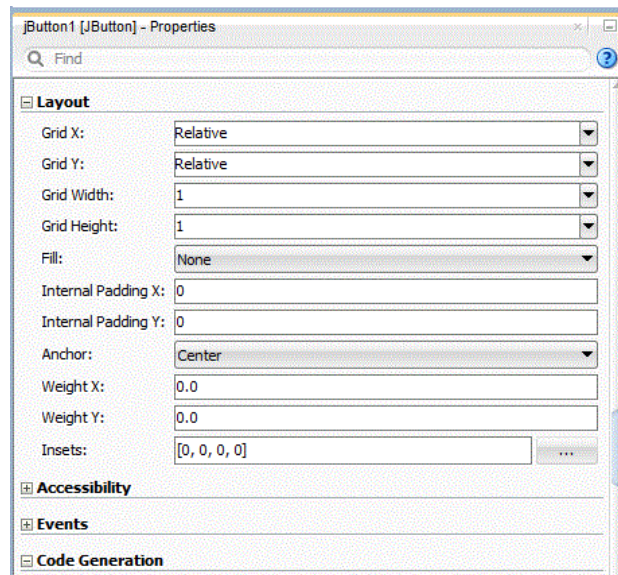 jButton1 [JButton] - Properties
Find
Layout
Grid X: Relative
Grid Y: Relative
Grid Width: 1
Grid Height: 1
Fill: None
Internal Padding X: 0
Internal Padding Y: 0
Anchor: Center
Weight X: 0.0
Weight Y: 0.0
Insets: [0, 0, 0, 0] ...
Accessibility
Events
Code Generation